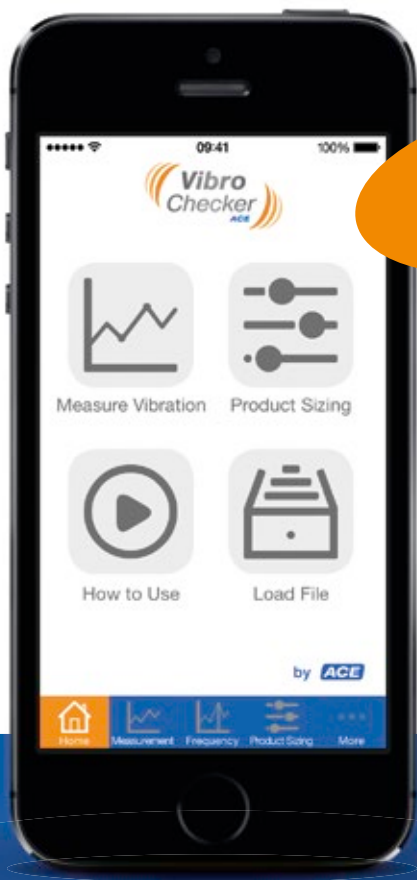 09:41
100%
Vibro
Checker
ACE
Measure Vibration
Product Sizing
How to Use
Load File
by ACE
Home
Measurement
Frequency
Product Sizing
More